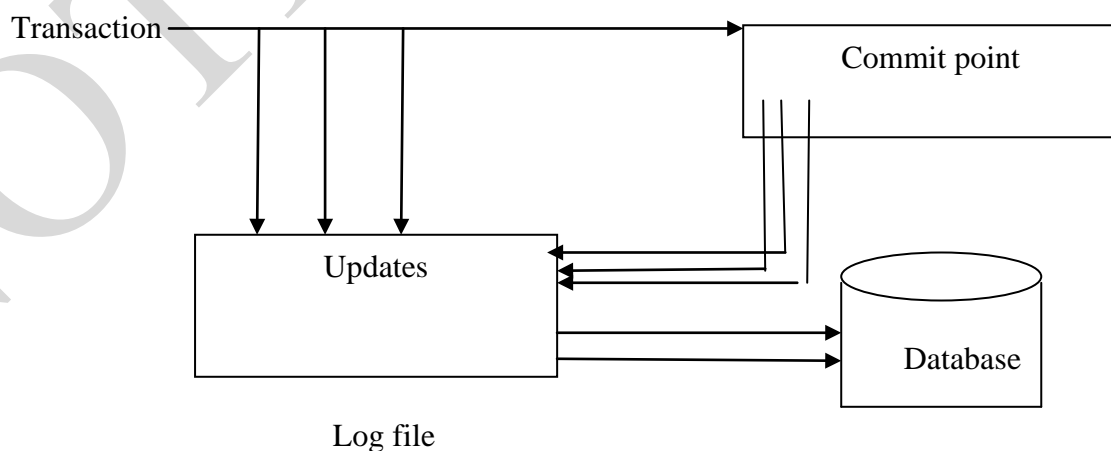 Transaction
Commit point
Updates
Database
Log file